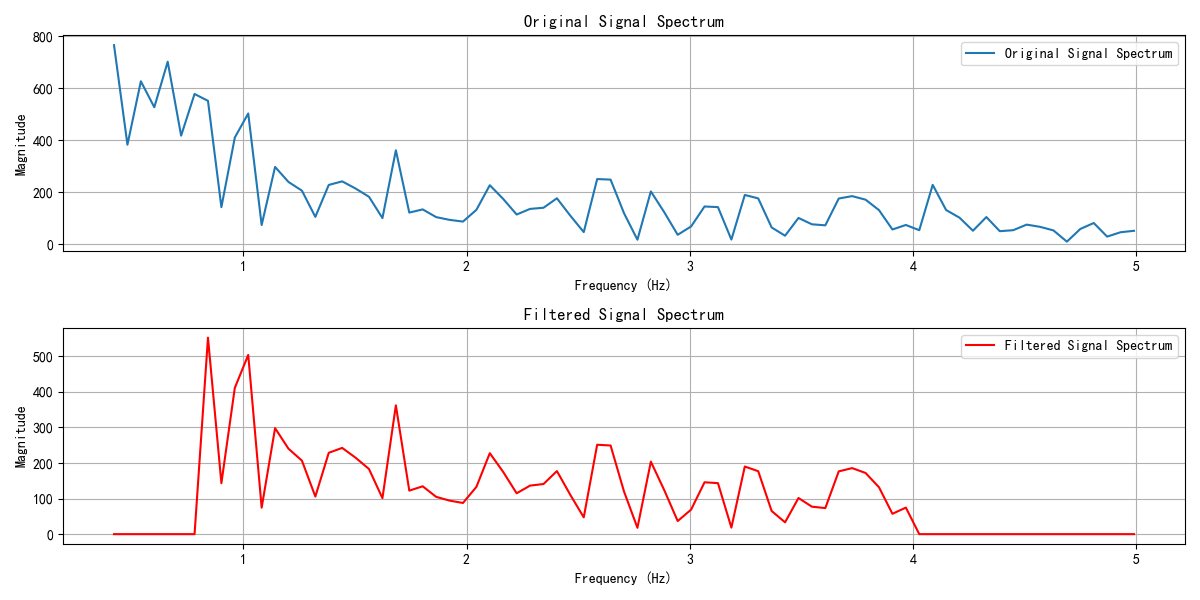 Original Signal Spectrum
800
600
400
200
0
Magnitude
Original Signal Spectrum
1 2 3 4 5
Frequency (Hz)
Filtered Signal Spectrum
500
400
300
200
100
0
Magnitude
Filtered Signal Spectrum
1 2 3 4 5
Frequency (Hz)